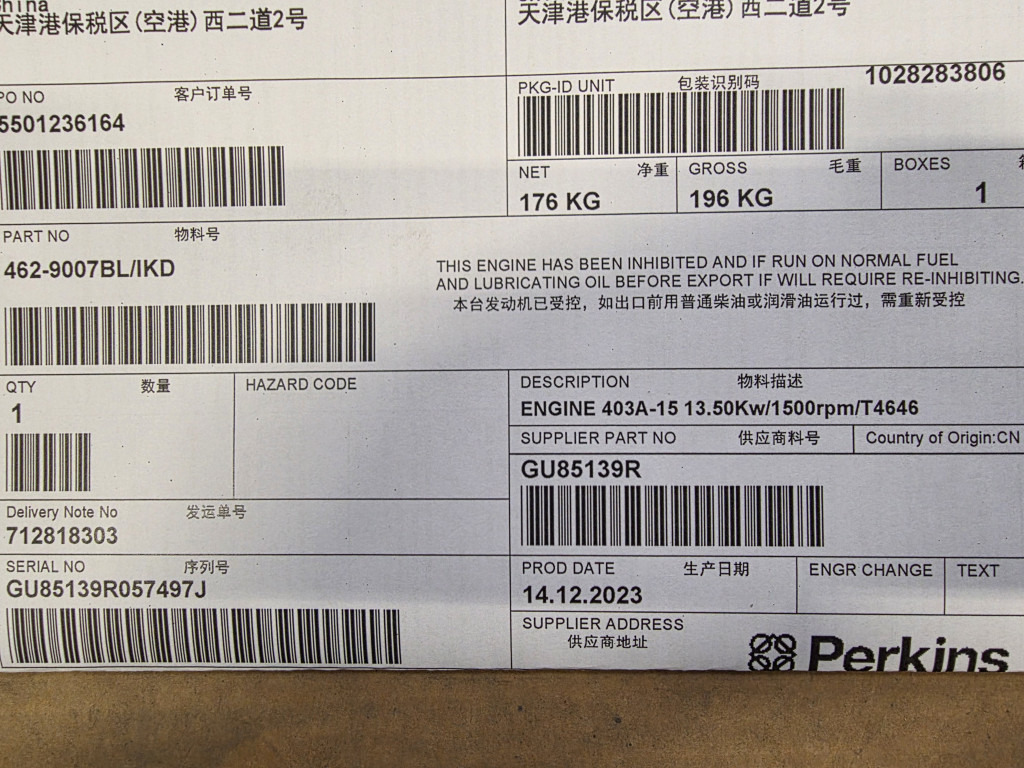 China
天津港保税区(空港)西二道2号
天津港保税区(空港)西二道2号
PO NO 客户订单号
5501236164
PKG-ID UNIT 包装识别码 1028283806
NET 净重
176 KG
GROSS 毛重
196 KG
BOXES
1
PART NO 物料号
462-9007BL/IKD
THIS ENGINE HAS BEEN INHIBITED AND IF RUN ON NORMAL FUEL
AND LUBRICATING OIL BEFORE EXPORT IF WILL REQUIRE RE-INHIBITING.
本台发动机已受控，如出口前用普通柴油或润滑油运行过，需重新受控
QTY 数量
1
HAZARD CODE
DESCRIPTION 物料描述
ENGINE 403A-15 13.50Kw/1500rpm/T4646
SUPPLIER PART NO 供应商料号
Country of Origin:CN
GU85139R
Delivery Note No 发运单号
712818303
SERIAL NO 序列号
GU85139R057497J
PROD DATE 生产日期
14.12.2023
ENGR CHANGE
TEXT
SUPPLIER ADDRESS
供应商地址
Perkins